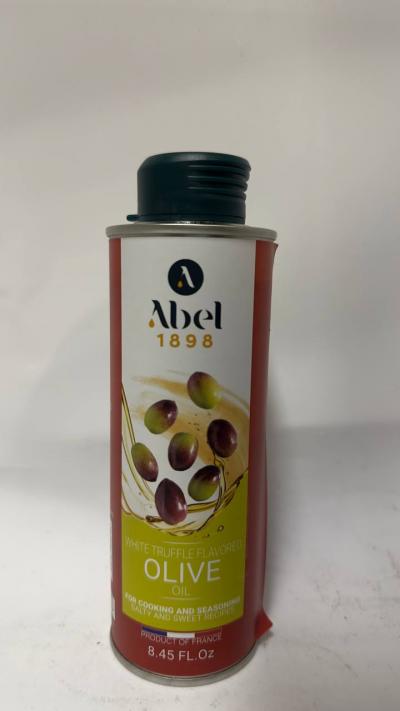 A
Abel
1898
WHITE TRUFFLE FLAVORED
OLIVE
OIL
FOR COOKING AND SEASONING
SALTY AND SWEET RECIPES
PRODUCT OF FRANCE
8.45 FL.Oz